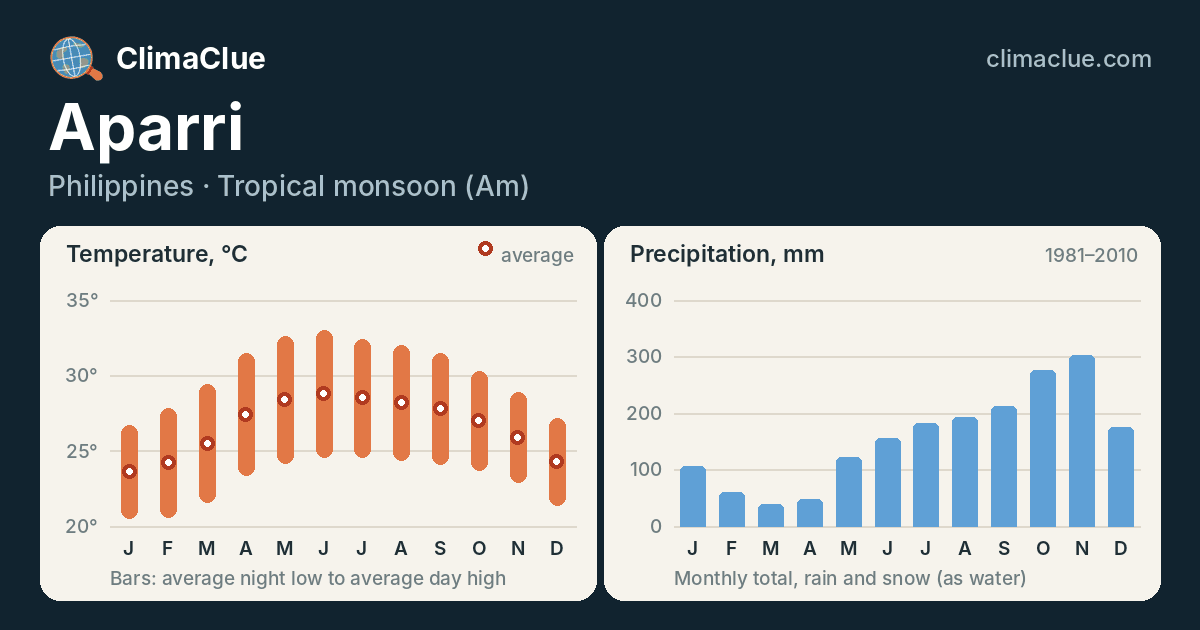 ClimaClue
climaclue.com
Aparri
Philippines · Tropical monsoon (Am)
Temperature, °C
average
35°
30°
25°
20°
J F M A M J J A S O N D
Bars: average night low to average day high
Precipitation, mm
1981–2010
400
300
200
100
0
J F M A M J J A S O N D
Monthly total, rain and snow (as water)